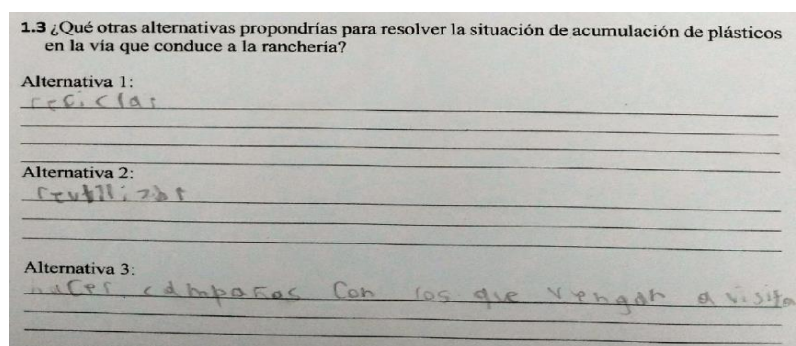 1.3 ¿Qué otras alternativas propondrías para resolver la situación de acumulación de plásticos
en la vía que conduce a la ranchería?
Alternativa 1:
reciclar
Alternativa 2:
reutilizar
Alternativa 3:
hacer campañas con los que vengan a visita